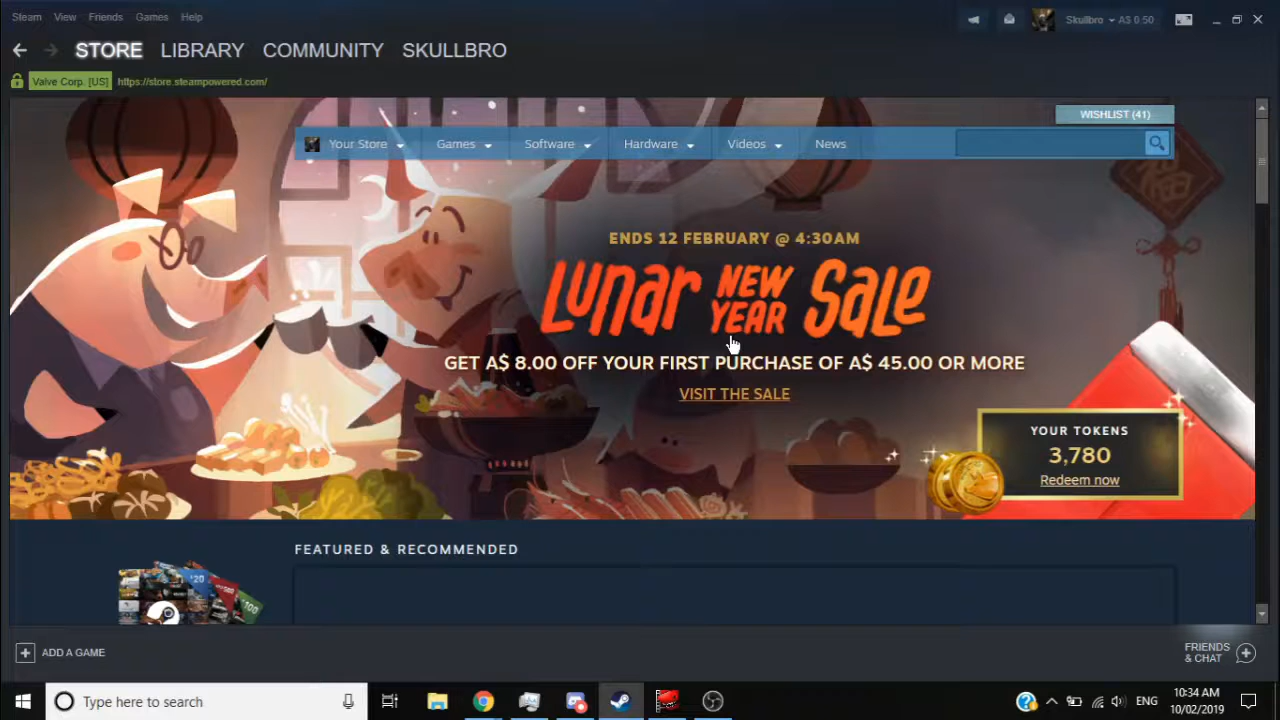 Steam View Friends Games Help
Skullbro A$ 0.50
STORE LIBRARY COMMUNITY SKULLBRO
Valve Corp. [US] https://store.steampowered.com/
WISHLIST (41)
Your Store Games Software Hardware Videos News
福
ENDS 12 FEBRUARY @ 4:30AM
Lunar NEW YEAR Sale
GET A$ 8.00 OFF YOUR FIRST PURCHASE OF A$ 45.00 OR MORE
VISIT THE SALE
YOUR TOKENS
3,780
Redeem now
FEATURED & RECOMMENDED
$20
$100
ADD A GAME
FRIENDS
& CHAT
Type here to search
ENG
10:34 AM
10/02/2019